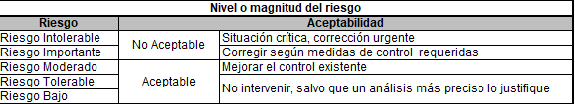 Nivel o magnitud del riesgo
Riesgo Aceptabilidad
Riesgo Intolerable No Aceptable Situación crítica, corrección urgente
Riesgo Importante Corregir según medidas de control requeridas
Riesgo Moderado Aceptable Mejorar el control existente
Riesgo Tolerable No intervenir, salvo que un análisis más preciso lo justifique
Riesgo Bajo